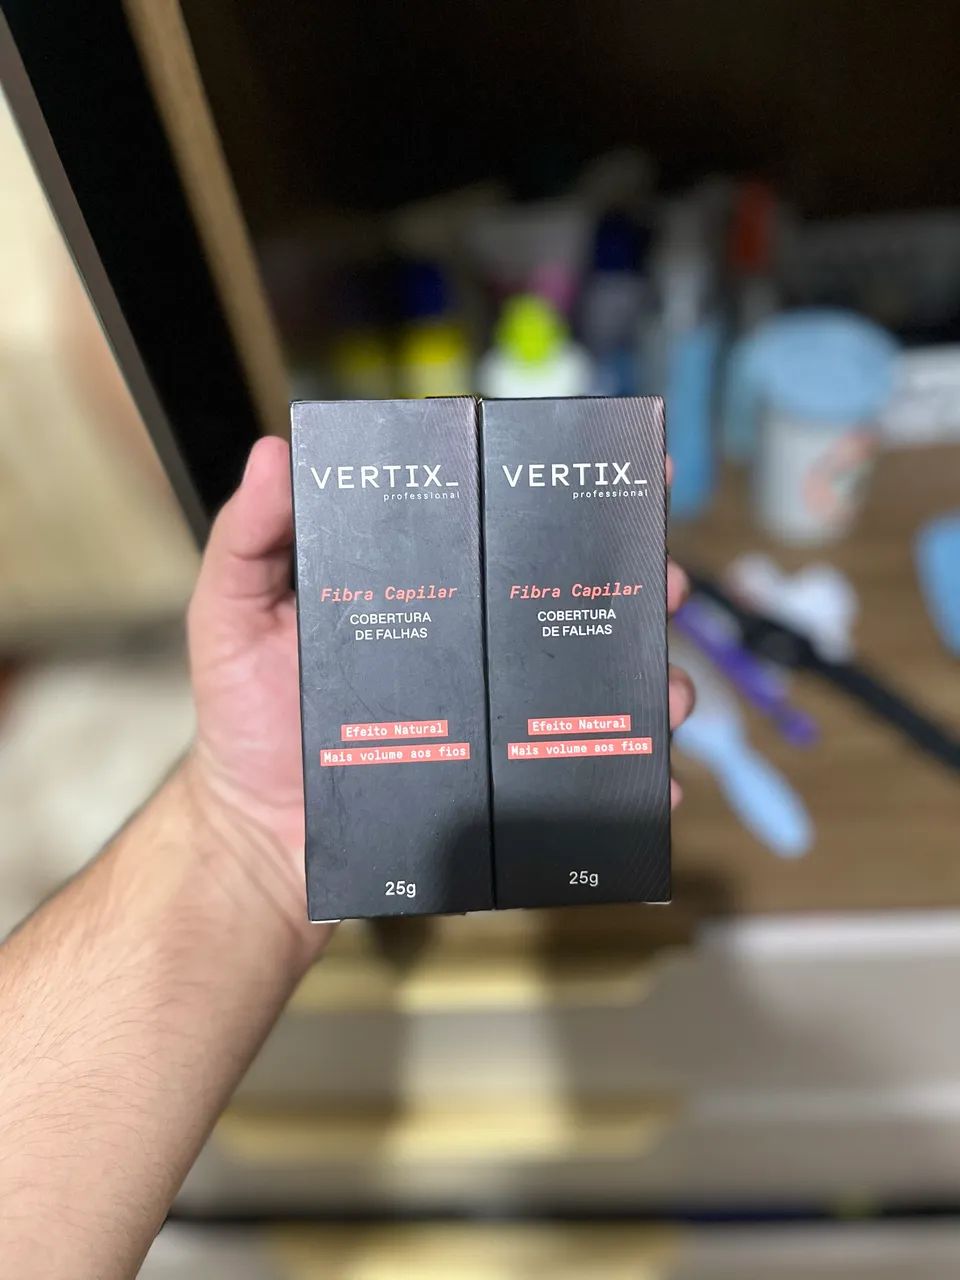 VERTIX_
professional
Fibra Capilar
COBERTURA
DE FALHAS
Efeito Natural
Mais volume aos fios
25g
VERTIX_
professional
Fibra Capilar
COBERTURA
DE FALHAS
Efeito Natural
Mais volume aos fios
25g